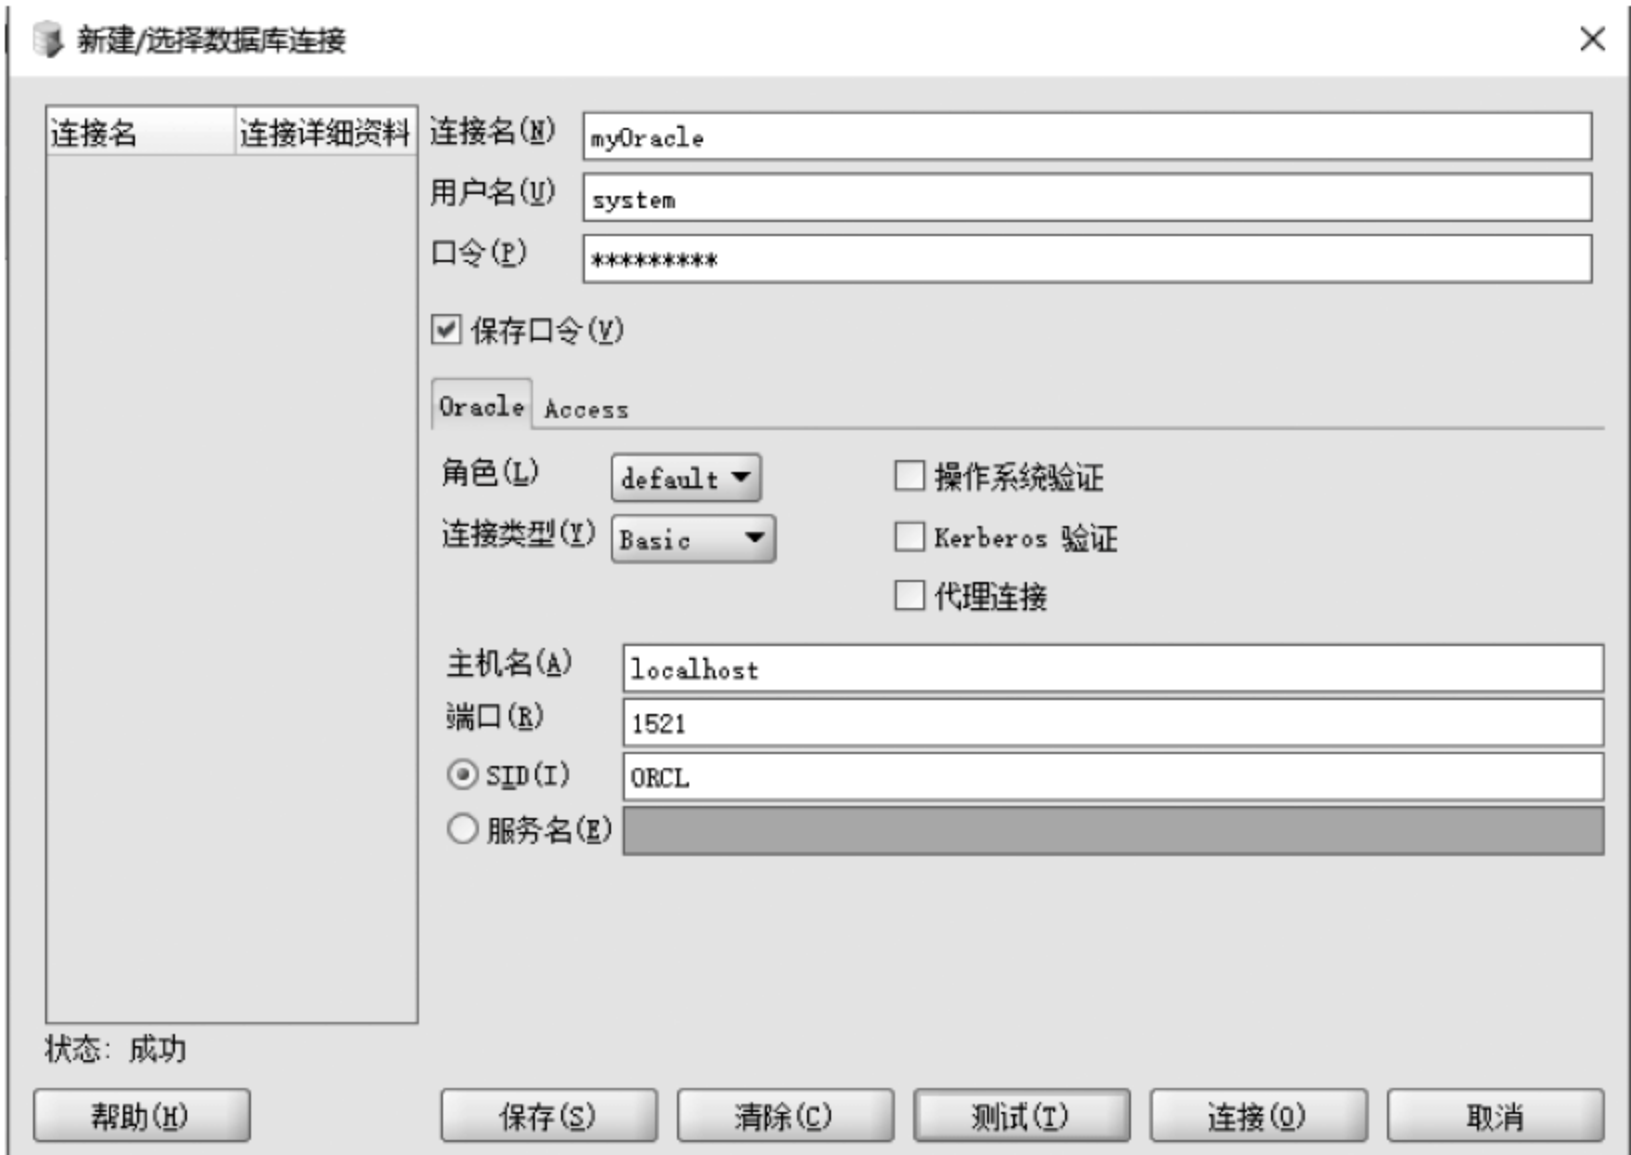 新建/选择数据库连接
连接名 连接详细资料
连接名(N) myOracle
用户名(U) system
口令(P) *********
保存口令(V)
Oracle Access
角色(L) default 操作系统验证
连接类型(Y) Basic Kerberos 验证
代理连接
主机名(A) localhost
端口(R) 1521
SID(I) ORCL
服务名(E)
状态: 成功
帮助(H) 保存(S) 清除(C) 测试(T) 连接(O) 取消